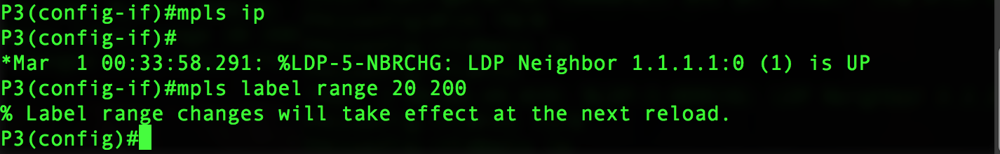 P3(config-if)#mpls ip
P3(config-if)#
*Mar  1 00:33:58.291: %LDP-5-NBRCHG: LDP Neighbor 1.1.1.1:0 (1) is UP
P3(config-if)#mpls label range 20 200
% Label range changes will take effect at the next reload.
P3(config)#